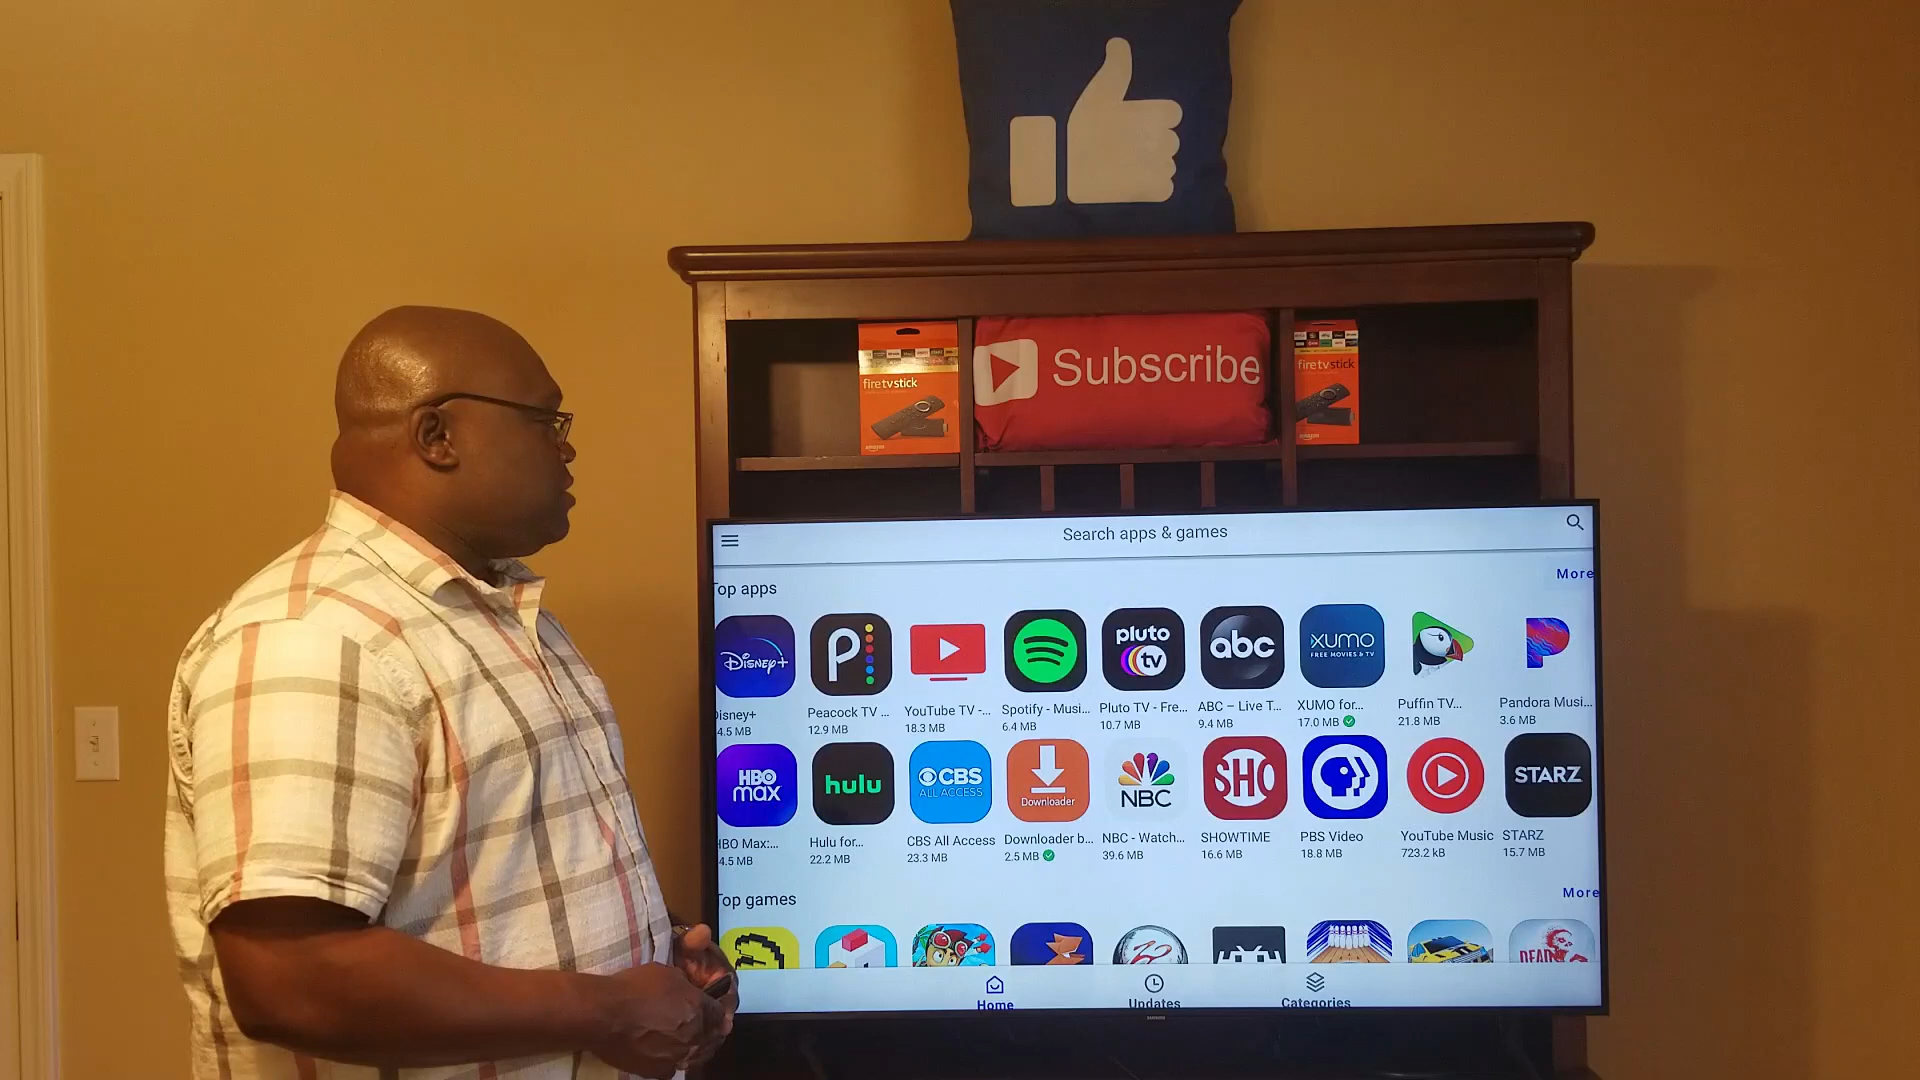 firetvstick
amazon
Subscribe
firetvstick
amazon
Search apps & games
Top apps
More
Disney+
P
Spotify - Musi...
pluto tv
abc
XUMO
FREE MOVIES & TV
isney+
Peacock TV ...
YouTube TV -...
Pluto TV - Fre...
ABC – Live T...
XUMO for...
Puffin TV...
Pandora Musi...
4.5 MB
12.9 MB
18.3 MB
6.4 MB
10.7 MB
9.4 MB
17.0 MB
21.8 MB
3.6 MB
HBO max
hulu
CBS
ALL ACCESS
Downloader
NBC
SHO
STARZ
HBO Max:...
Hulu for...
CBS All Access
Downloader b...
NBC - Watch...
SHOWTIME
PBS Video
YouTube Music
STARZ
4.5 MB
22.2 MB
23.3 MB
2.5 MB
39.6 MB
16.6 MB
18.8 MB
723.2 kB
15.7 MB
Top games
More
DEAD
Home
Updates
Categories
SAMSUNG